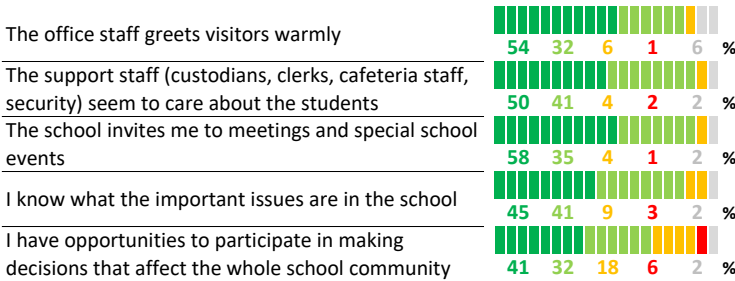 The office staff greets visitors warmly
54 32 6 1 6 %
The support staff (custodians, clerks, cafeteria staff,
security) seem to care about the students
50 41 4 2 2 %
The school invites me to meetings and special school
events
58 35 4 1 2 %
I know what the important issues are in the school
45 41 9 3 2 %
I have opportunities to participate in making
decisions that affect the whole school community
41 32 18 6 2 %